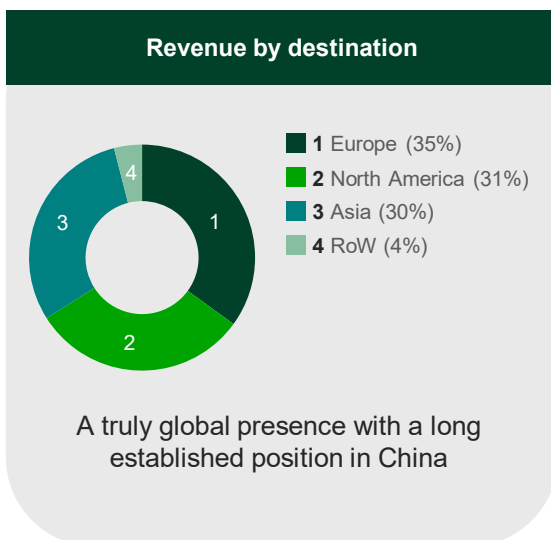 Revenue by destination
1
2
3
4
1 Europe (35%)
2 North America (31%)
3 Asia (30%)
4 RoW (4%)
A truly global presence with a long
established position in China